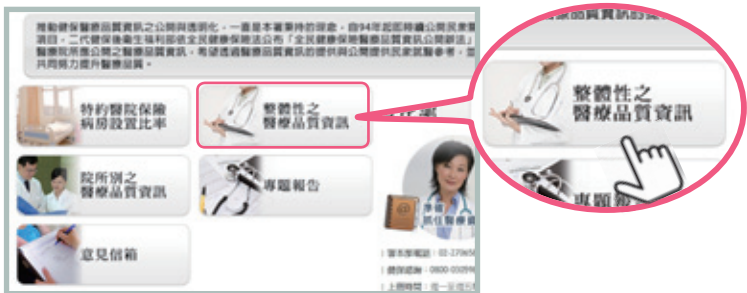 推動健保醫療品質資訊之公開與透明化，一直是本署秉持的理念，自94年起即持續公開民眾
項目，二代健保後衛生福利部依全民健康保險法公布「全民健康保險醫療品質資訊公開辦法」
醫療院所應公開之醫療品質資訊，希望透過醫療品質資訊的提供與公開提供民眾就醫參考，並
共同努力提升醫療品質。
特約醫院保險
病房設置比率
整體性之
醫療品質資訊
院所別之
醫療品質資訊
專題報告
意見信箱
整體性之
醫療品質資訊